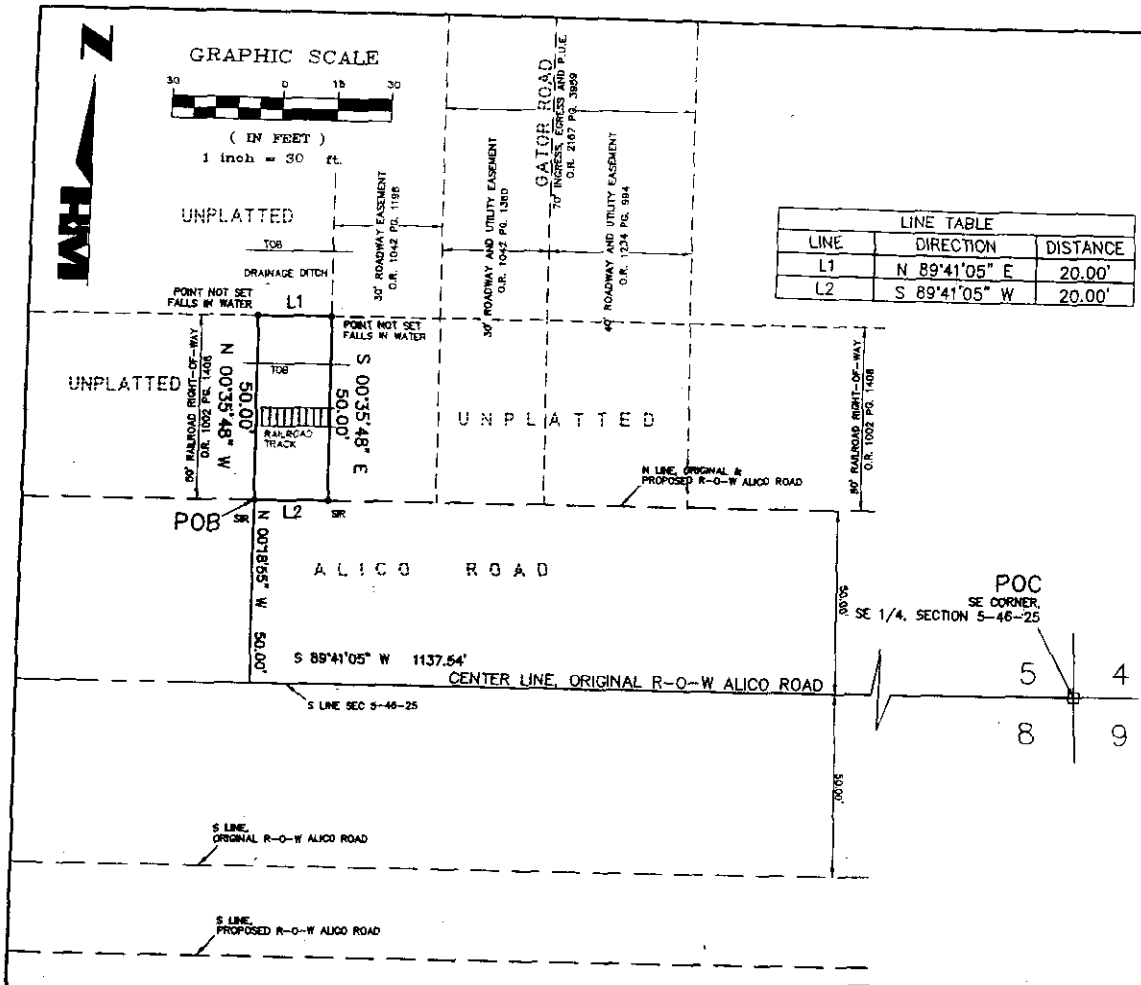 Z
HM
GRAPHIC SCALE
30 0 15 30
( IN FEET )
1 inch = 30 ft.
UNPLATTED
TOB
DRAINAGE DITCH
POINT NOT SET
FALLS IN WATER
L1
POINT NOT SET
FALLS IN WATER
30' ROADWAY EASEMENT
O.R. 1042 PG. 1198
30' ROADWAY AND UTILITY EASEMENT
O.R. 1042 PG. 1380
GATOR ROAD
70' INGRESS, EGRESS AND P.U.E.
O.R. 2167 PG. 3959
40' ROADWAY AND UTILITY EASEMENT
O.R. 1234 PG. 994
LINE TABLE
LINE DIRECTION DISTANCE
L1 N 89°41'05" E 20.00'
L2 S 89°41'05" W 20.00'
UNPLATTED
50' RAILROAD RIGHT-OF-WAY
O.R. 1002 PG. 1408
N 00°35'48" W
50.00'
TOB
RAILROAD
TRACK
50.00'
S 00°35'48" E
UNPLATTED
50' RAILROAD RIGHT-OF-WAY
O.R. 1002 PG. 1408
N LINE, ORIGINAL &
PROPOSED R-O-W ALICO ROAD
POB
SIR
L2
SIR
N 00°18'55" W 50.00'
ALICO ROAD
50.00'
POC
SE CORNER,
SE 1/4, SECTION 5-46-25
S 89°41'05" W 1137.54'
CENTER LINE, ORIGINAL R-O-W ALICO ROAD
S LINE SEC 5-46-25
5 4
8 9
50.00'
S LINE,
ORIGINAL R-O-W ALICO ROAD
S LINE,
PROPOSED R-O-W ALICO ROAD